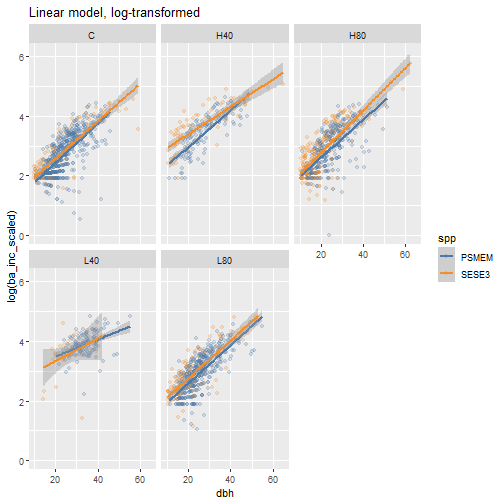 Linear model, log-transformed
C H40 H80
6
4
2
0
20 40 60
L40 L80
6
4
2
0
20 40 60 20 40 60
log(ba_inc_scaled)
dbh
spp
PSMEM
SESE3